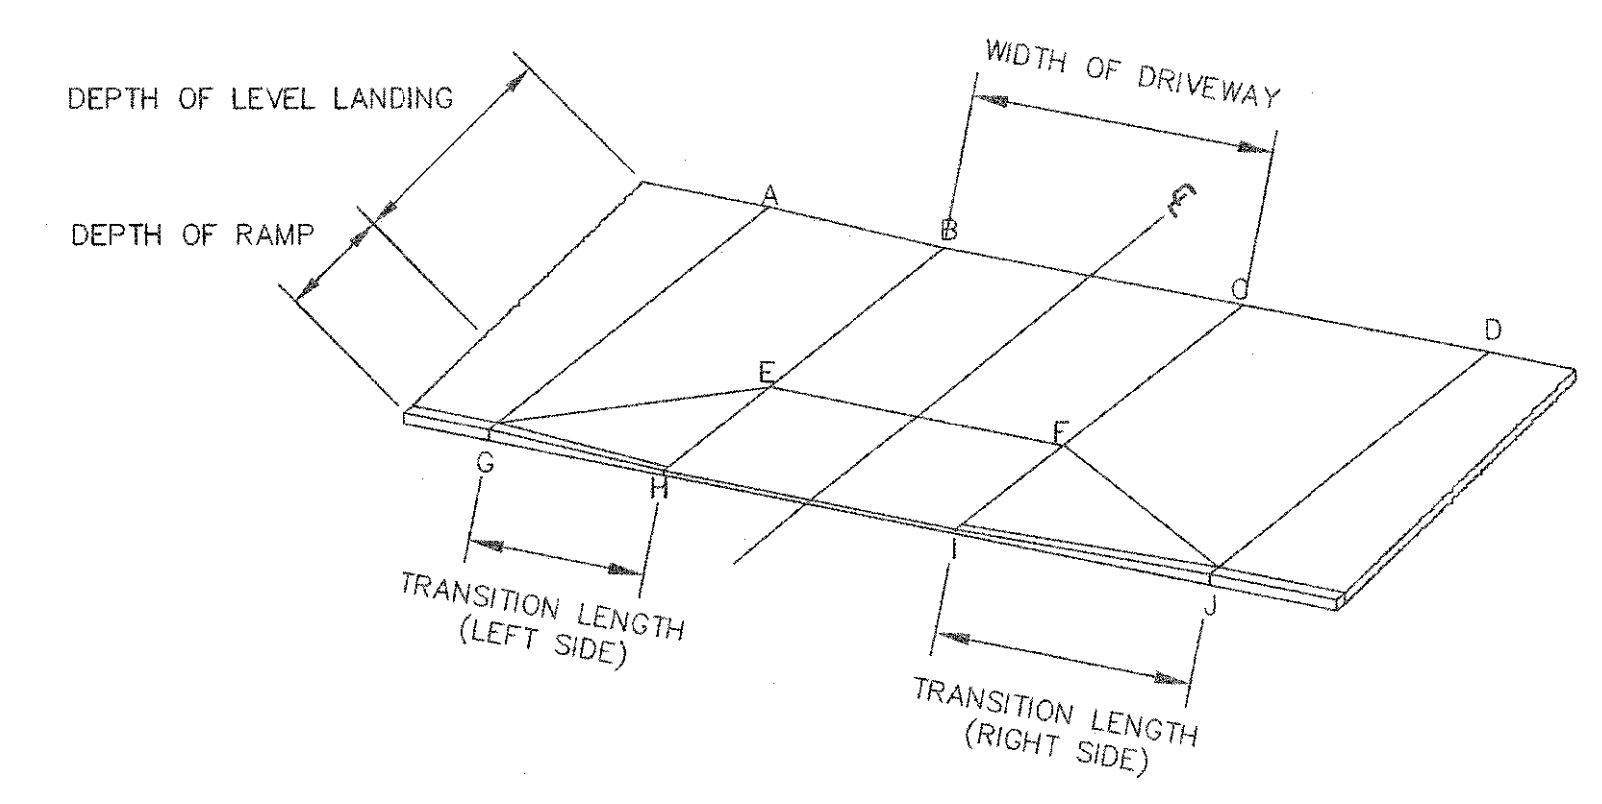 WIDTH OF DRIVEWAY
DEPTH OF LEVEL LANDING
A
DEPTH OF RAMP
B
C
D
E
F
G
H
I
J
TRANSITION LENGTH
(LEFT SIDE)
TRANSITION LENGTH
(RIGHT SIDE)